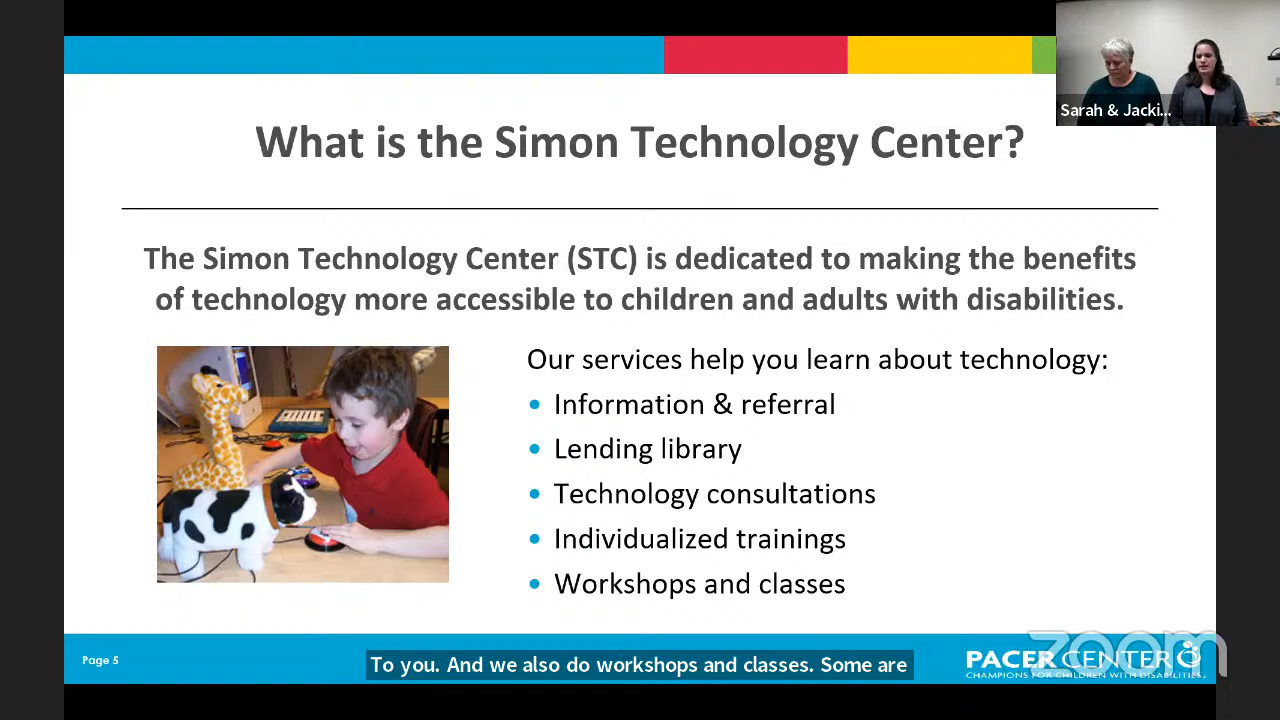 Sarah & Jacki...
What is the Simon Technology Center?
The Simon Technology Center (STC) is dedicated to making the benefits
of technology more accessible to children and adults with disabilities.
Our services help you learn about technology:
• Information & referral
• Lending library
• Technology consultations
• Individualized trainings
• Workshops and classes
Page 5
To you. And we also do workshops and classes. Some are
PACER CENTER
CHAMPIONS FOR CHILDREN WITH DISABILITIES
zoom